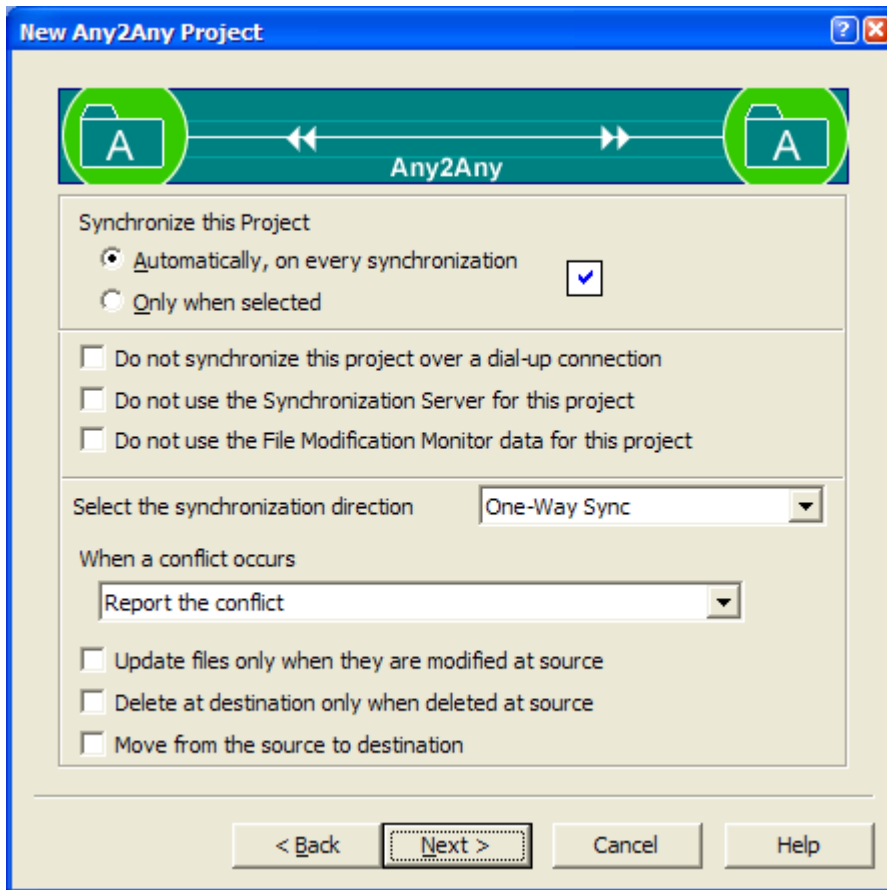 New Any2Any Project
A
A
Any2Any
Synchronize this Project
Automatically, on every synchronization
Only when selected
Do not synchronize this project over a dial-up connection
Do not use the Synchronization Server for this project
Do not use the File Modification Monitor data for this project
Select the synchronization direction One-Way Sync
When a conflict occurs
Report the conflict
Update files only when they are modified at source
Delete at destination only when deleted at source
Move from the source to destination
< Back Next > Cancel Help